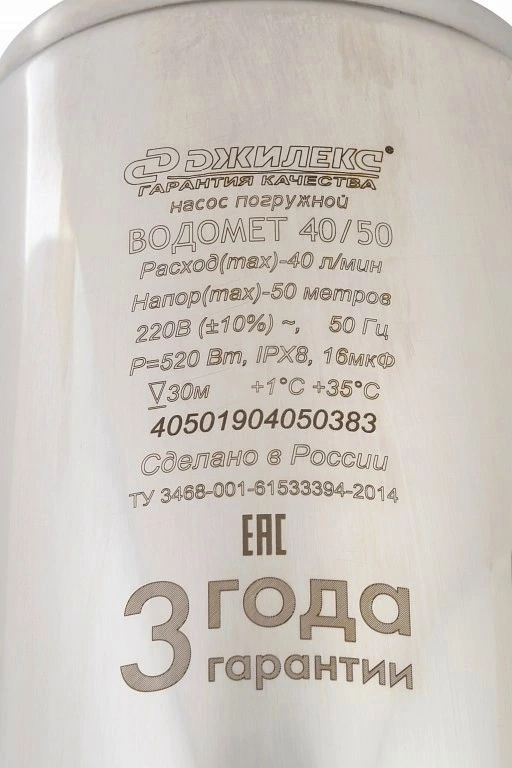 ДЖИЛЕКС®
ГАРАНТИЯ КАЧЕСТВА
насос погружной
ВОДОМЕТ 40/50
Расход(max)-40 л/мин
Напор(max)-50 метров
220В (±10%) ~, 50 Гц
Р=520 Вт, IPX8, 16мкФ
▽30м +1°С +35°С
40501904050383
Сделано в России
ТУ 3468-001-61533394-2014
ЕАС
3 года
гарантии